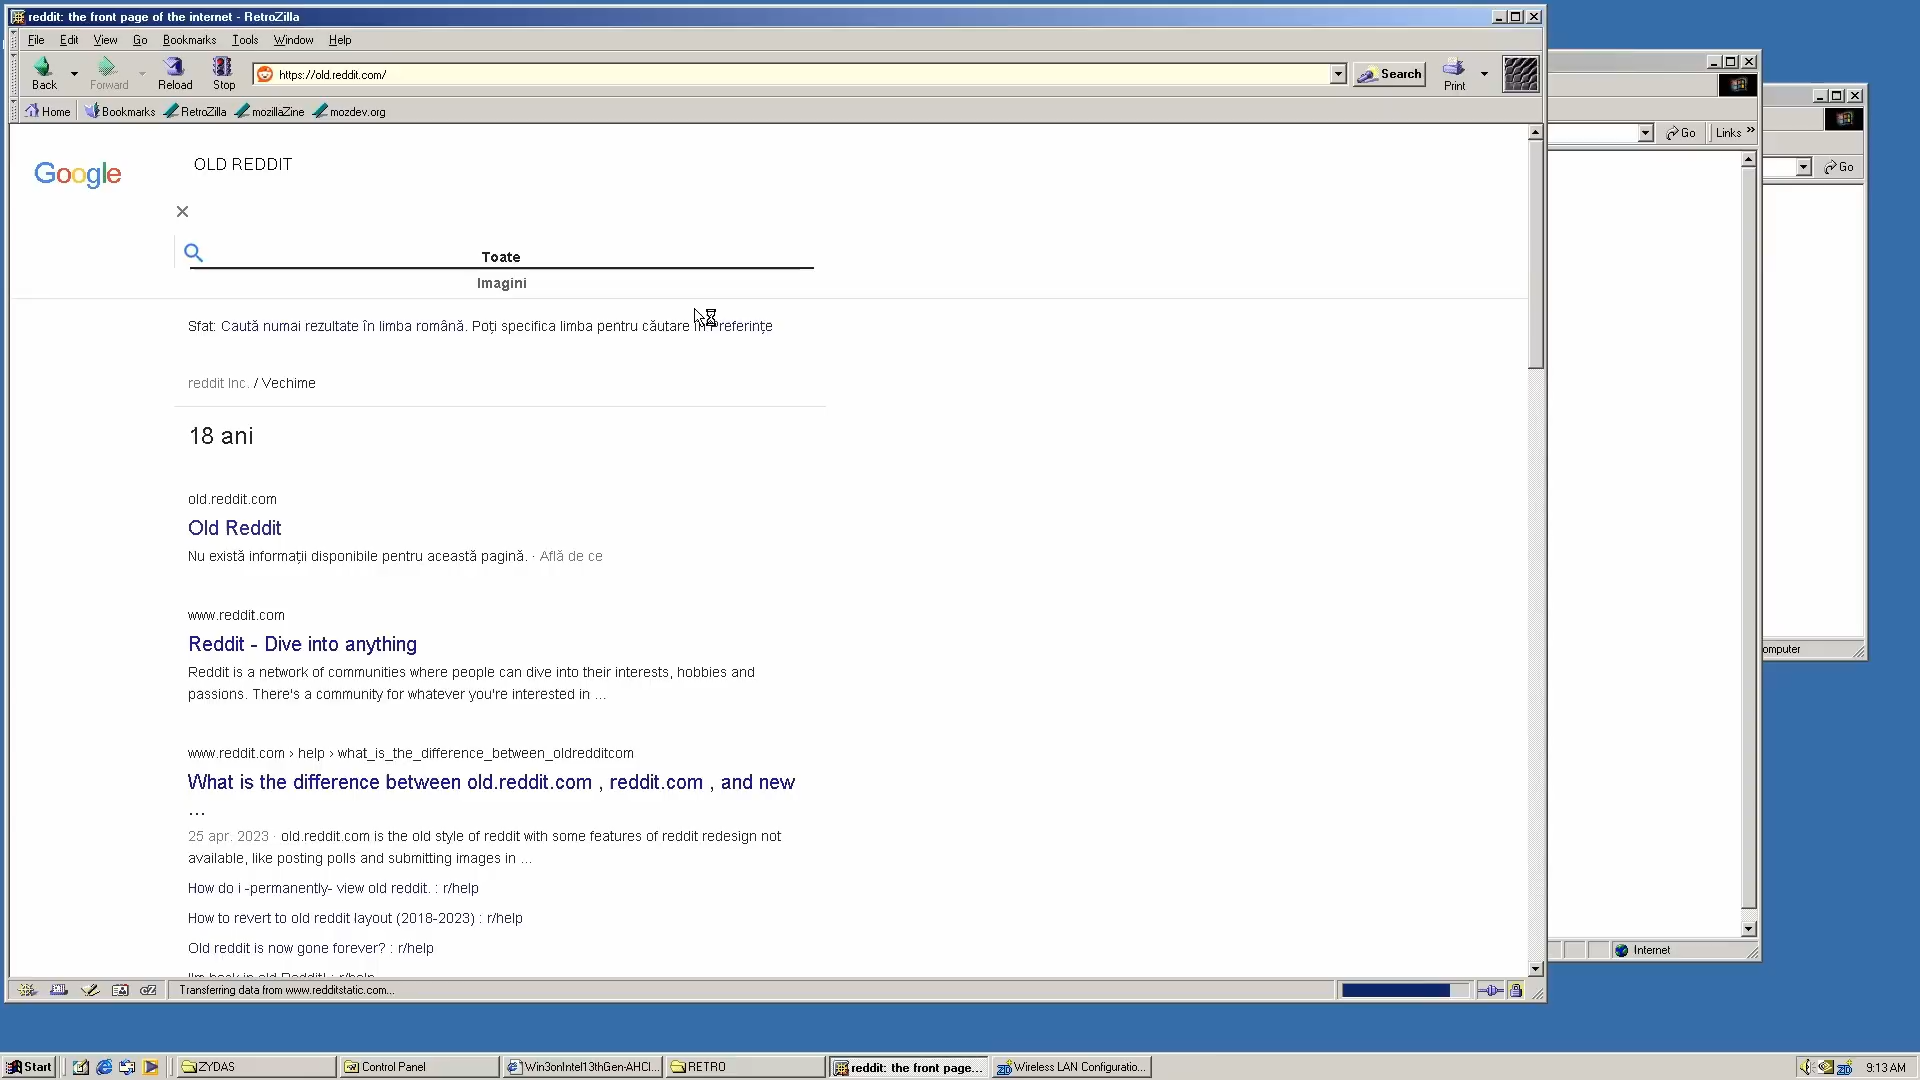 reddit: the front page of the internet - RetroZilla
File Edit View Go Bookmarks Tools Window Help
Back Forward Reload Stop https://old.reddit.com/ Search Print
Home Bookmarks RetroZilla mozillaZine mozdev.org
Go Links »
Go
Google OLD REDDIT
Toate
Imagini
Sfat: Caută numai rezultate în limba română. Poți specifica limba pentru căutare în Preferințe
reddit Inc. / Vechime
18 ani
old.reddit.com
Old Reddit
Nu există informații disponibile pentru această pagină. · Află de ce
www.reddit.com
Reddit - Dive into anything
Reddit is a network of communities where people can dive into their interests, hobbies and
passions. There's a community for whatever you're interested in ...
www.reddit.com › help › what_is_the_difference_between_oldredditcom
What is the difference between old.reddit.com , reddit.com , and new
...
25 apr. 2023 · old.reddit.com is the old style of reddit with some features of reddit redesign not
available, like posting polls and submitting images in ...
How do i -permanently- view old reddit. : r/help
How to revert to old reddit layout (2018-2023) : r/help
Old reddit is now gone forever? : r/help
I'm back in old Reddit! : r/help
omputer
Internet
cZ Transferring data from www.redditstatic.com...
Start ZYDAS Control Panel Win3onIntel13thGen-AHCI... RETRO reddit: the front page... Wireless LAN Configuratio... 9:13 AM